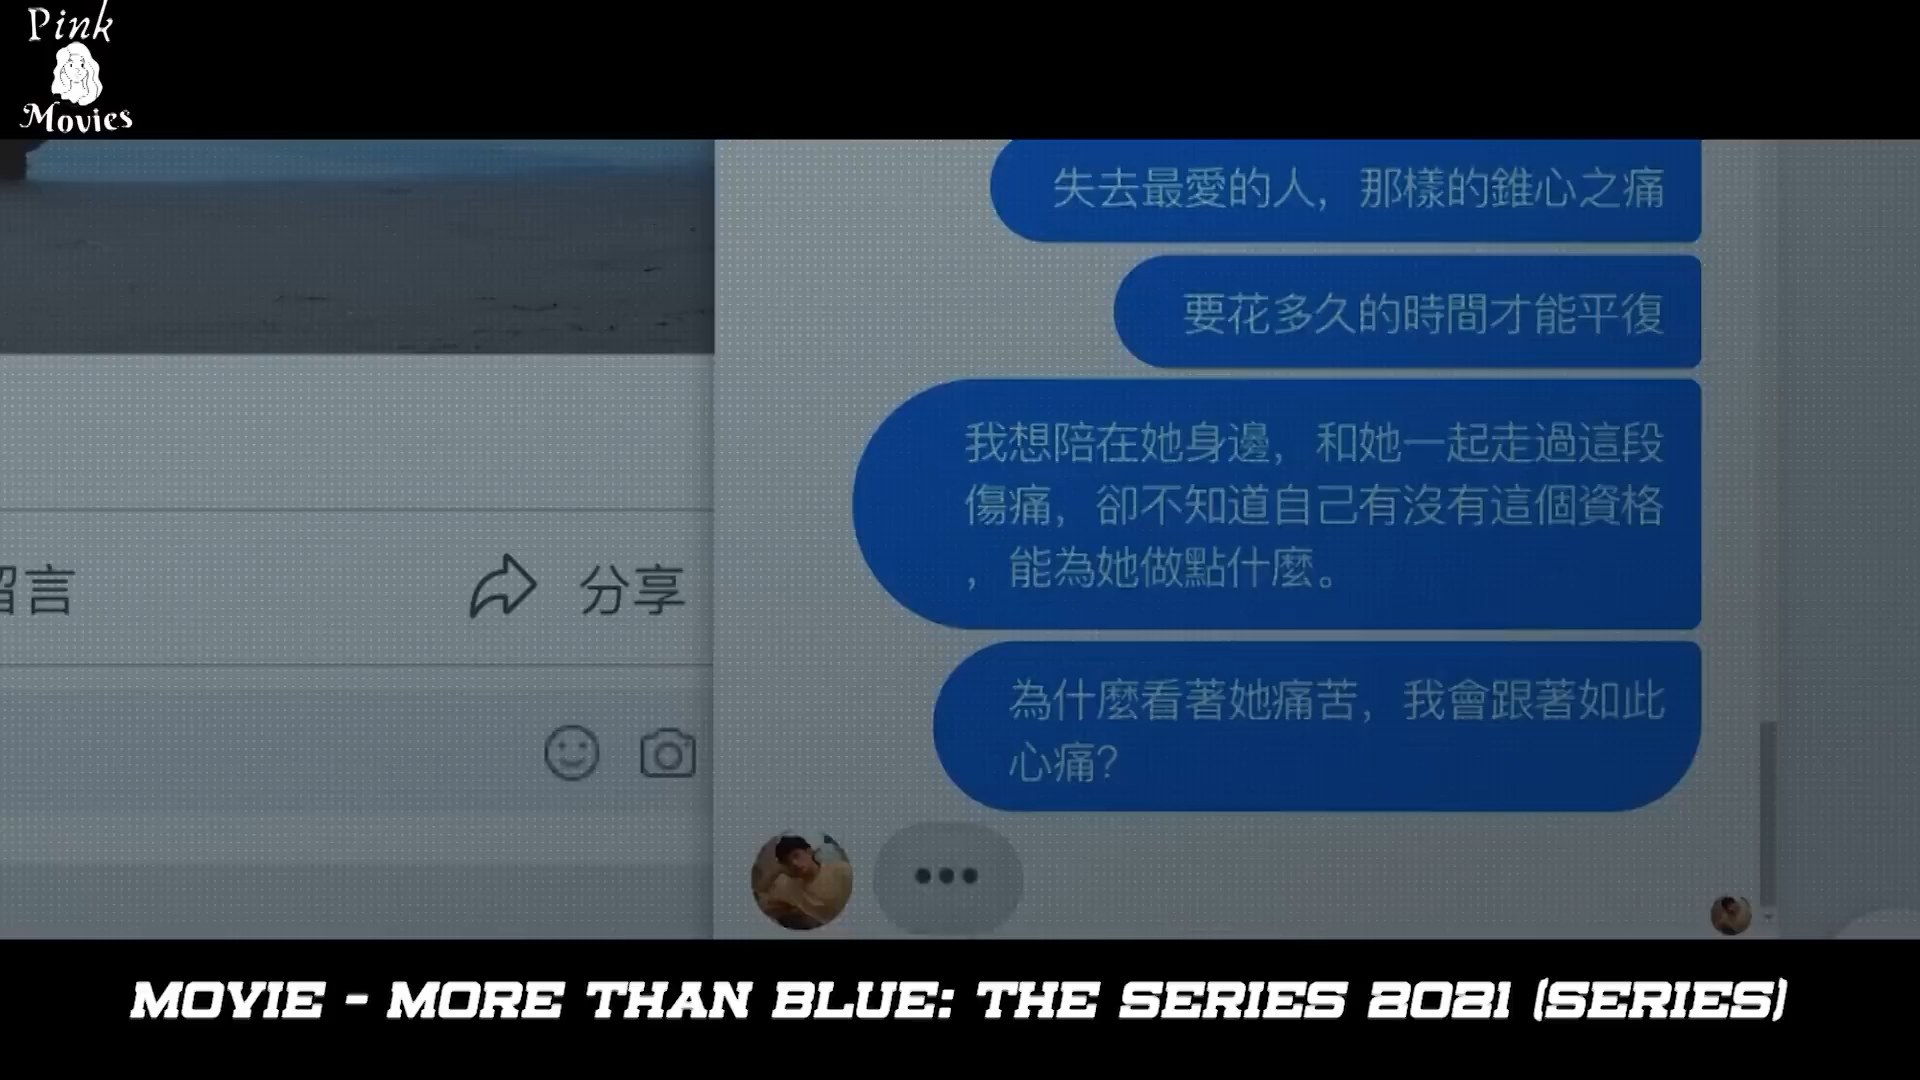 Pink
Movies
失去最愛的人，那樣的錐心之痛
要花多久的時間才能平復
我想陪在她身邊，和她一起走過這段
傷痛，卻不知道自己有沒有這個資格
，能為她做點什麼。
為什麼看著她痛苦，我會跟著如此
心痛？
留言
分享
MOVIE - MORE THAN BLUE: THE SERIES 2021 (SERIES)